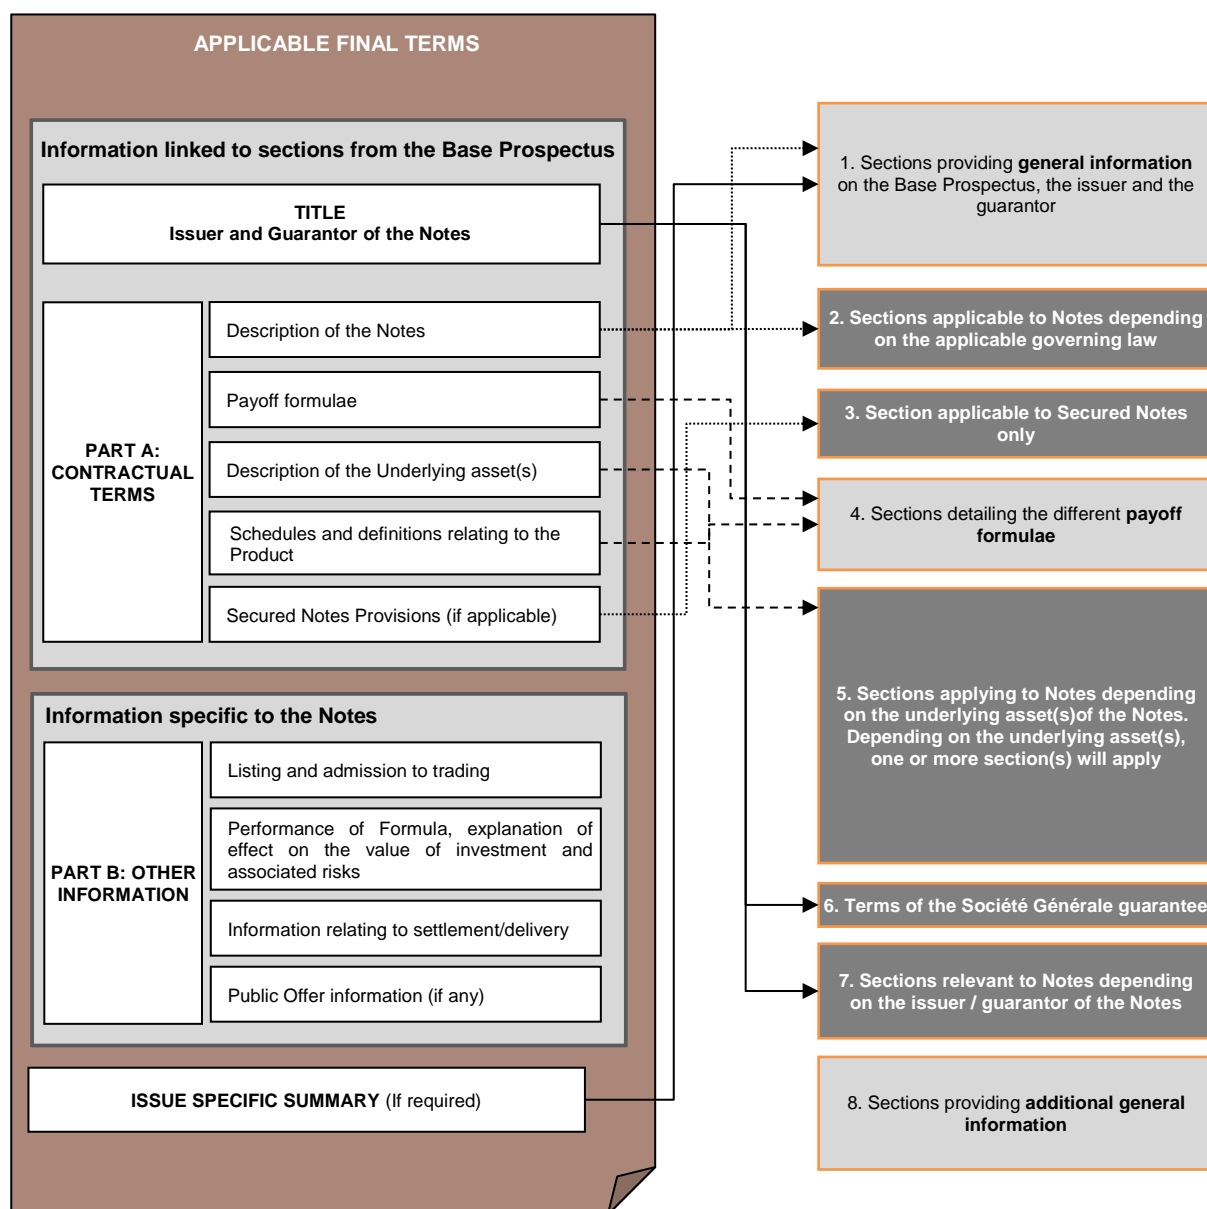 APPLICABLE FINAL TERMS
Information linked to sections from the Base Prospectus
TITLE
Issuer and Guarantor of the Notes
PART A:
CONTRACTUAL
TERMS
Description of the Notes
Payoff formulae
Description of the Underlying asset(s)
Schedules and definitions relating to the
Product
Secured Notes Provisions (if applicable)
Information specific to the Notes
PART B: OTHER
INFORMATION
Listing and admission to trading
Performance of Formula, explanation of
effect on the value of investment and
associated risks
Information relating to settlement/delivery
Public Offer information (if any)
ISSUE SPECIFIC SUMMARY (If required)
1. Sections providing general information
on the Base Prospectus, the issuer and the
guarantor
2. Sections applicable to Notes depending
on the applicable governing law
3. Section applicable to Secured Notes
only
4. Sections detailing the different payoff
formulae
5. Sections applying to Notes depending
on the underlying asset(s)of the Notes.
Depending on the underlying asset(s),
one or more section(s) will apply
6. Terms of the Société Générale guarantee
7. Sections relevant to Notes depending
on the issuer / guarantor of the Notes
8. Sections providing additional general
information